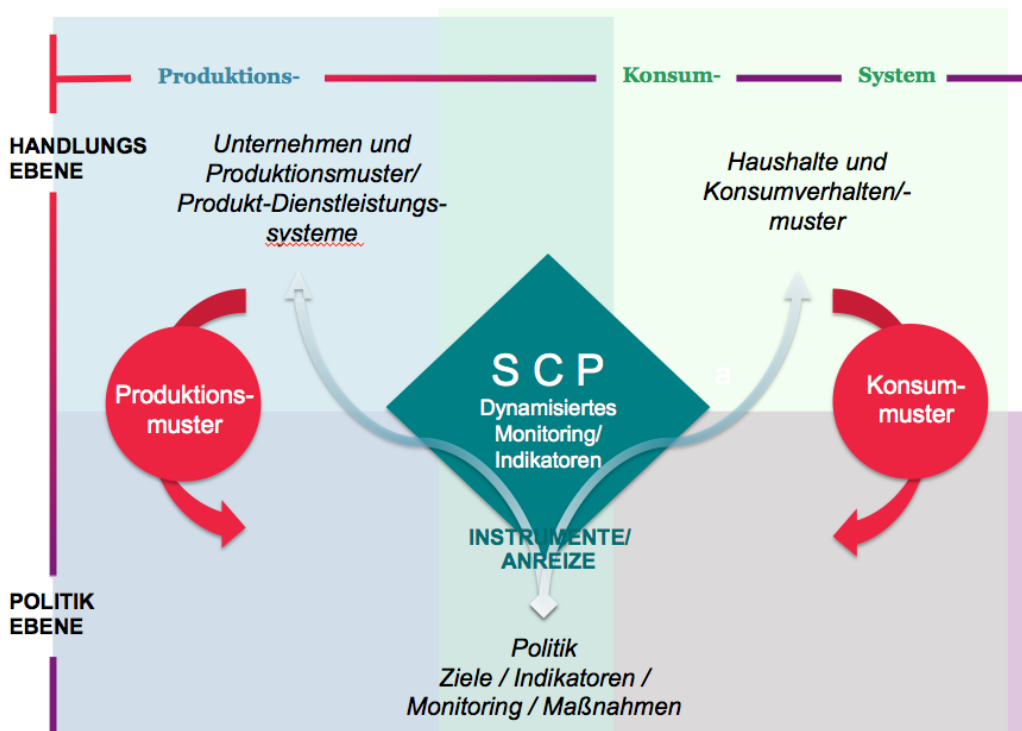 Produktions-
Konsum-
System
HANDLUNGS
EBENE
Unternehmen und
Produktionsmuster/
Produkt-Dienstleistungs-
systeme
Haushalte und
Konsumverhalten/-
muster
S C P
Dynamisiertes
Monitoring/
Indikatoren
a
Produktions-
muster
Konsum-
muster
INSTRUMENTE/
ANREIZE
POLITIK
EBENE
Politik
Ziele / Indikatoren /
Monitoring / Maßnahmen